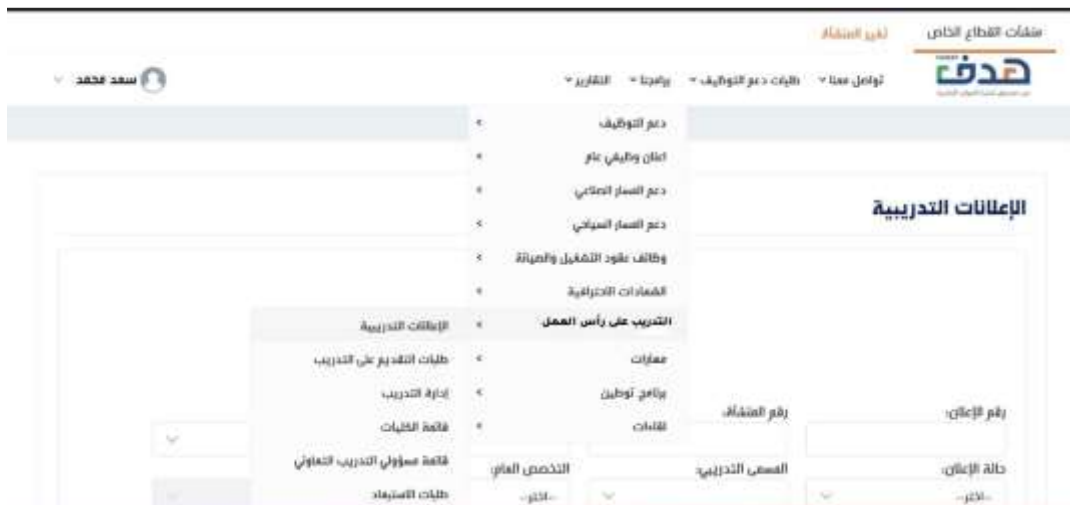 منشآت القطاع الخاص
تغيير المنشأة
هدف
تواصل معنا
طلبات دعم التوظيف
برامجنا
التقارير
سعد محمد
دعم التوظيف
اعلان وظيفي عام
دعم المسار الصناعي
دعم المسار السياحي
وظائف عقود التشغيل والصيانة
الشهادات الاحترافية
التدريب على رأس العمل
مهارات
برنامج توطين
لقاءات
الإعلانات التدريبية
طلبات التقديم على التدريب
إدارة التدريب
قائمة الكليات
قائمة مسؤولي التدريب التعاوني
طلبات الاستبعاد
الإعلانات التدريبية
رقم الإعلان:
رقم المنشأة:
حالة الإعلان:
المسمى التدريبي:
التخصص العام:
--اختر--
--اختر--